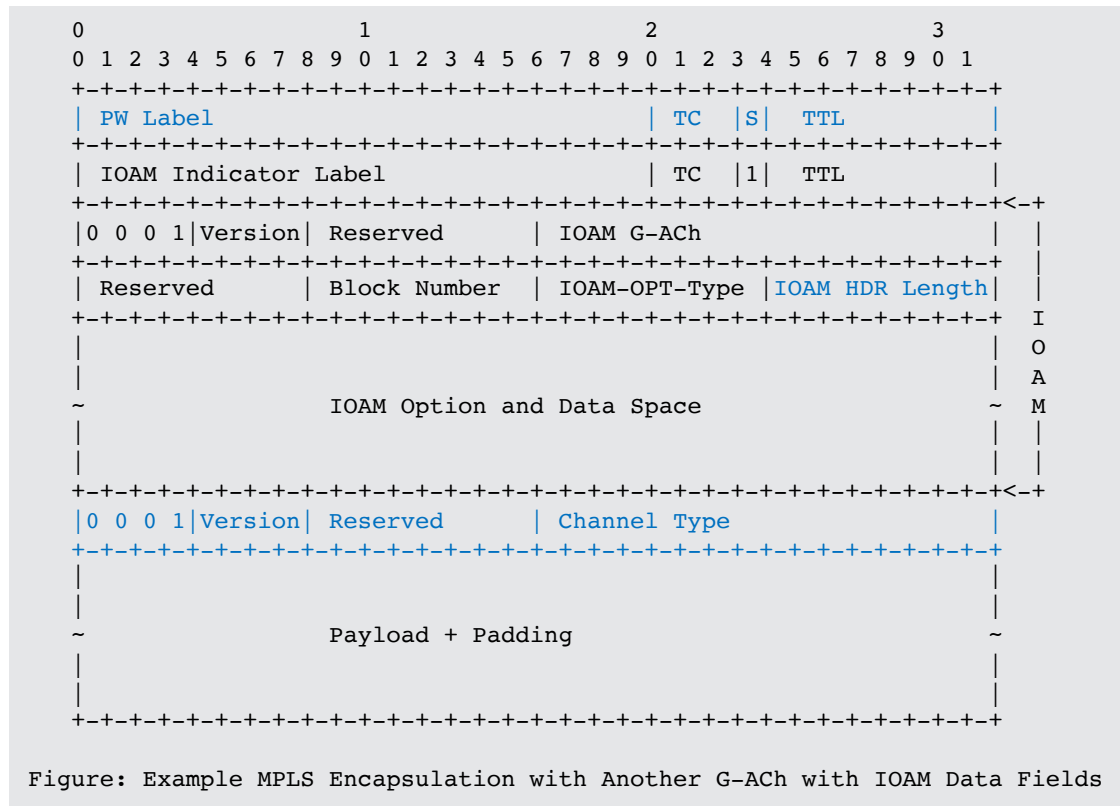 0                   1                   2                   3
0 1 2 3 4 5 6 7 8 9 0 1 2 3 4 5 6 7 8 9 0 1 2 3 4 5 6 7 8 9 0 1
+-+-+-+-+-+-+-+-+-+-+-+-+-+-+-+-+-+-+-+-+-+-+-+-+-+-+-+-+-+-+-+-+
| PW Label                              | TC  |S|  TTL          |
+-+-+-+-+-+-+-+-+-+-+-+-+-+-+-+-+-+-+-+-+-+-+-+-+-+-+-+-+-+-+-+-+
| IOAM Indicator Label                  | TC  |1|  TTL          |
+-+-+-+-+-+-+-+-+-+-+-+-+-+-+-+-+-+-+-+-+-+-+-+-+-+-+-+-+-+-+-+-+<-+
|0 0 0 1|Version| Reserved      | IOAM G-ACh                    |  |
+-+-+-+-+-+-+-+-+-+-+-+-+-+-+-+-+-+-+-+-+-+-+-+-+-+-+-+-+-+-+-+-+  |
| Reserved      | Block Number  | IOAM-OPT-Type |IOAM HDR Length|  |
+-+-+-+-+-+-+-+-+-+-+-+-+-+-+-+-+-+-+-+-+-+-+-+-+-+-+-+-+-+-+-+-+  I
|                                                               |  O
|                                                               |  A
~                 IOAM Option and Data Space                    ~  M
|                                                               |  |
|                                                               |  |
+-+-+-+-+-+-+-+-+-+-+-+-+-+-+-+-+-+-+-+-+-+-+-+-+-+-+-+-+-+-+-+-+<-+
|0 0 0 1|Version| Reserved      | Channel Type                  |
+-+-+-+-+-+-+-+-+-+-+-+-+-+-+-+-+-+-+-+-+-+-+-+-+-+-+-+-+-+-+-+-+
|                                                               |
|                                                               |
~                 Payload + Padding                             ~
|                                                               |
|                                                               |
+-+-+-+-+-+-+-+-+-+-+-+-+-+-+-+-+-+-+-+-+-+-+-+-+-+-+-+-+-+-+-+-+
Figure: Example MPLS Encapsulation with Another G-ACh with IOAM Data Fields